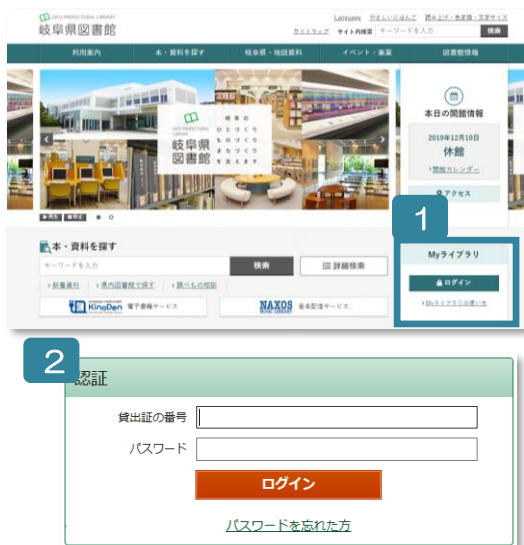 GIFU PREFECTURAL LIBRARY
岐阜県図書館
Languages やさしいにほんご 読み上げ・色変換・文字サイズ
サイトマップ サイト内検索 キーワードを入力 検索
利用案内 本・資料を探す 岐阜県・地図資料 イベント・事業 図書館情報
GIFU PREFECTURAL LIBRARY
岐阜県
図書館
岐阜の
ひとづくり
ものづくり
まちづくり
を支えます
本日の開館情報
2019年12月10日
休館
開館カレンダー
アクセス
再生 停止
1
本・資料を探す
キーワードを入力 検索 詳細検索
新着資料 県内図書館で探す 調べもの相談
KinoDen 電子書籍サービス
NAXOS MUSIC LIBRARY 音楽配信サービス
Myライブラリ
ログイン
Myライブラリの使い方
2
認証
貸出証の番号
パスワード
ログイン
パスワードを忘れた方